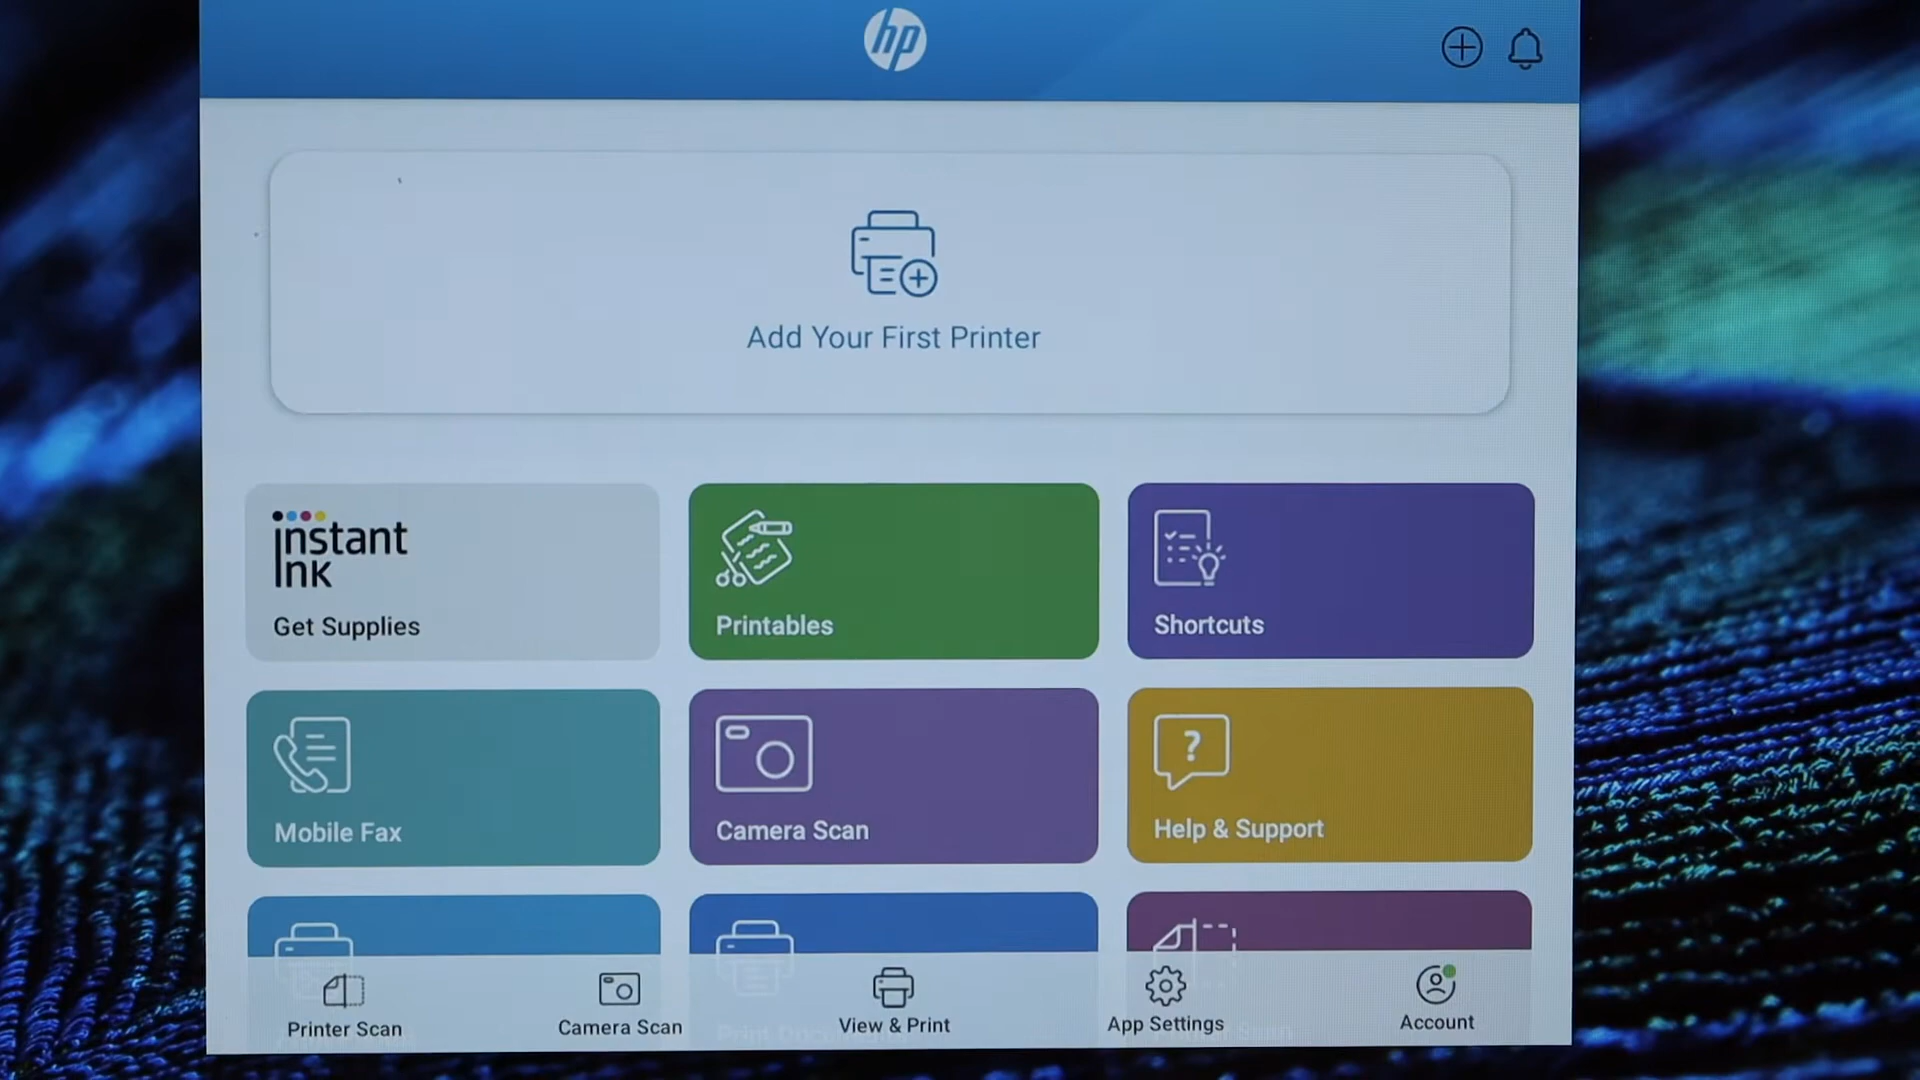 hp
Add Your First Printer
instant
ink
Get Supplies
Printables
Shortcuts
?
Mobile Fax
Camera Scan
Help & Support
Printer Scan
Camera Scan
View & Print
App Settings
Account